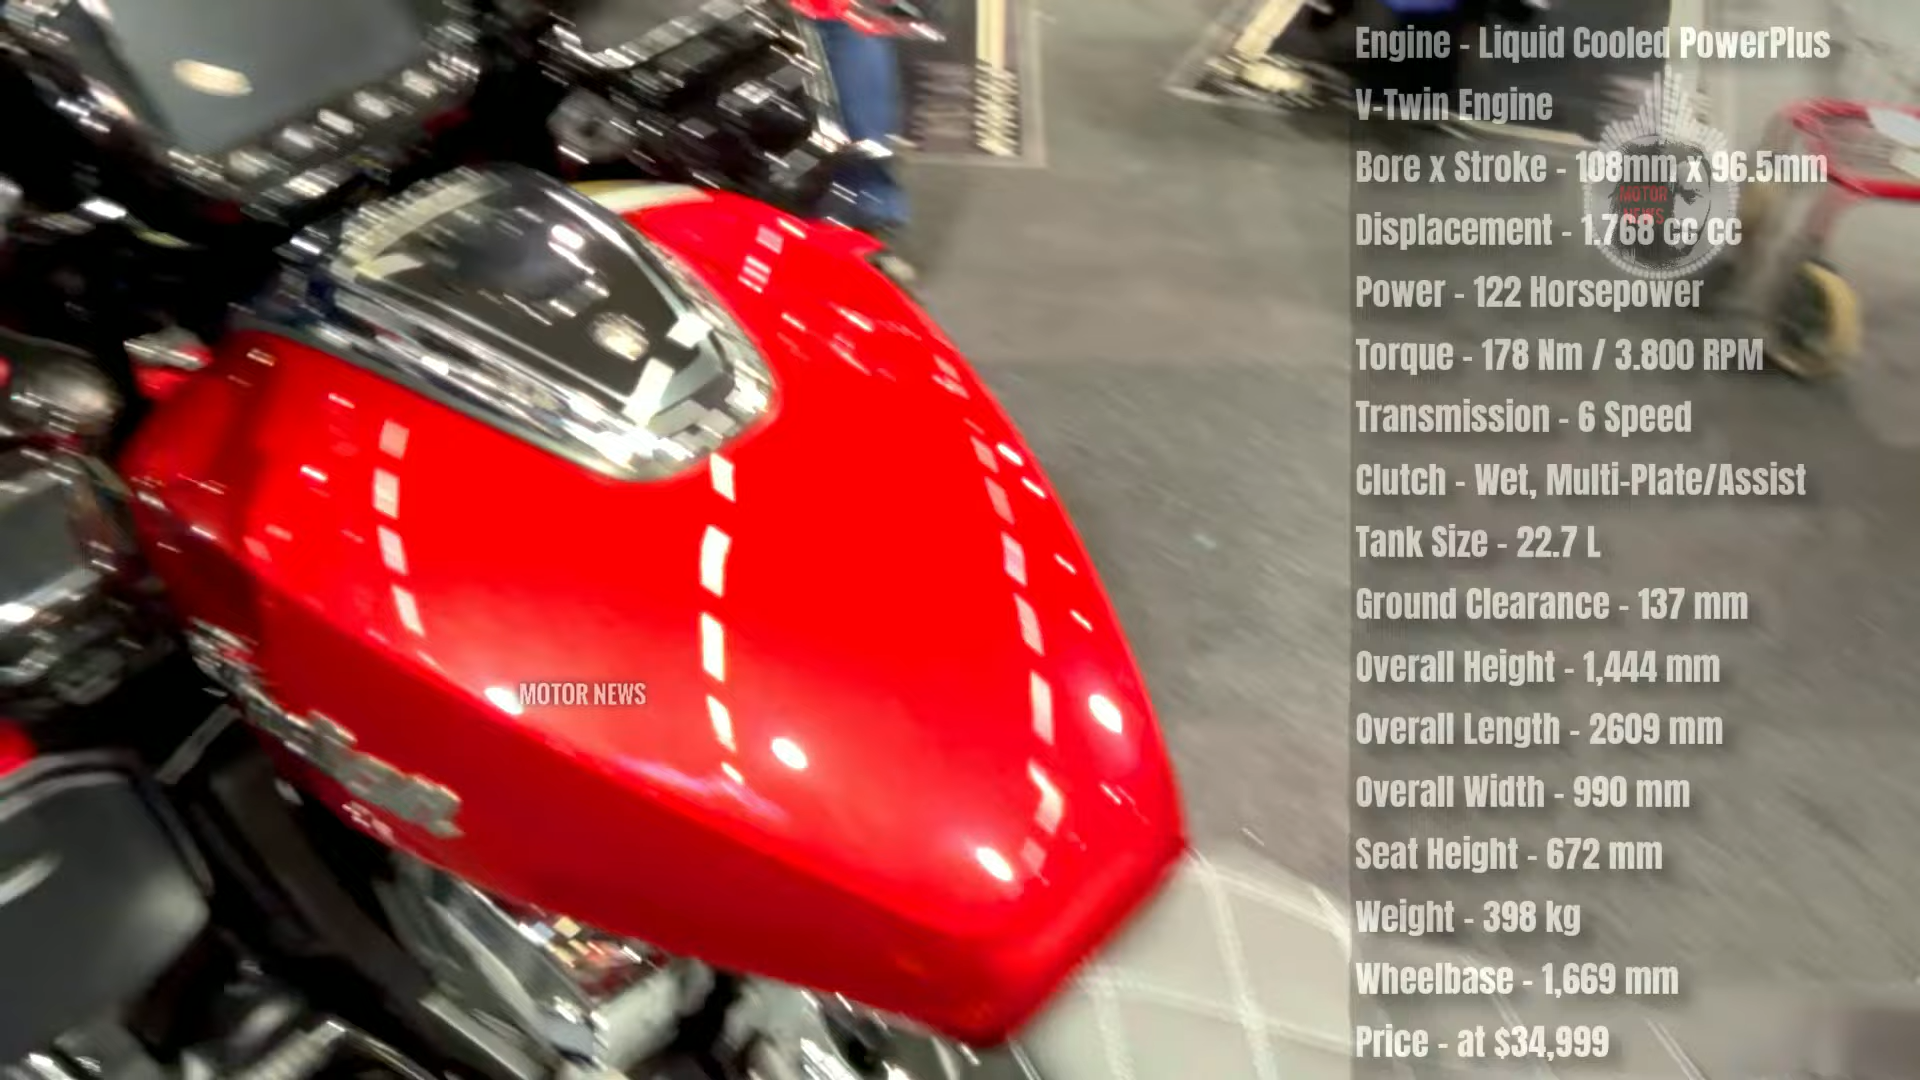 Engine - Liquid Cooled PowerPlus
V-Twin Engine
Bore x Stroke - 108mm x 96.5mm
Displacement - 1.768 cc cc
Power - 122 Horsepower
Torque - 178 Nm / 3.800 RPM
Transmission - 6 Speed
Clutch - Wet, Multi-Plate/Assist
Tank Size - 22.7 L
Ground Clearance - 137 mm
Overall Height - 1,444 mm
Overall Length - 2609 mm
Overall Width - 990 mm
Seat Height - 672 mm
Weight - 398 kg
Wheelbase - 1,669 mm
Price - at $34,999
MOTOR
NEWS
MOTOR NEWS